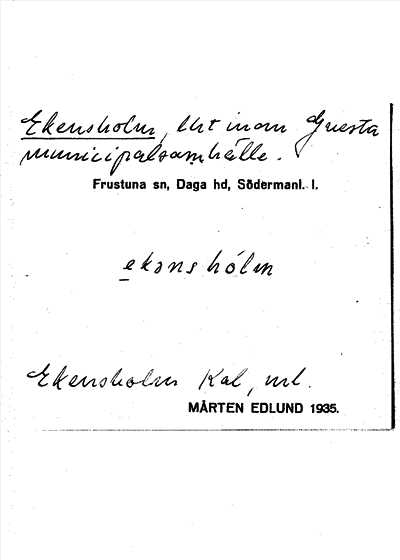 Ekensholm, lht inom Gnesta
municipalsamhälle.
Frustuna sn, Daga hd, Södermanl. l.
ekənshólm
Ekensholm Kal, ml.
MÅRTEN EDLUND 1935.